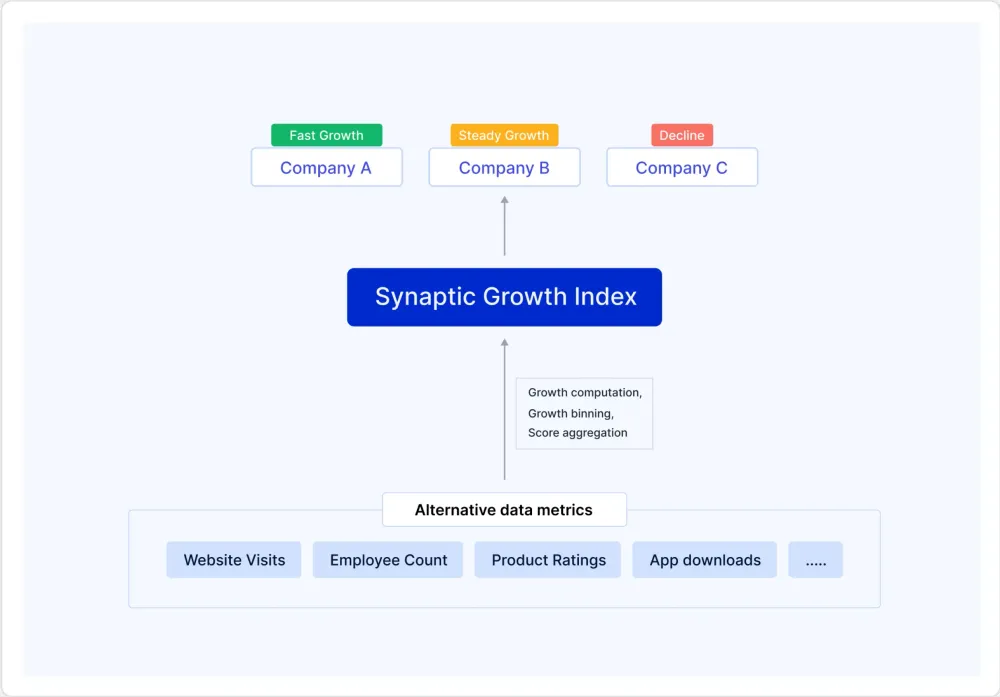 Fast Growth
Steady Growth
Decline
Company A
Company B
Company C
Synaptic Growth Index
Growth computation,
Growth binning,
Score aggregation
Alternative data metrics
Website Visits
Employee Count
Product Ratings
App downloads
.....